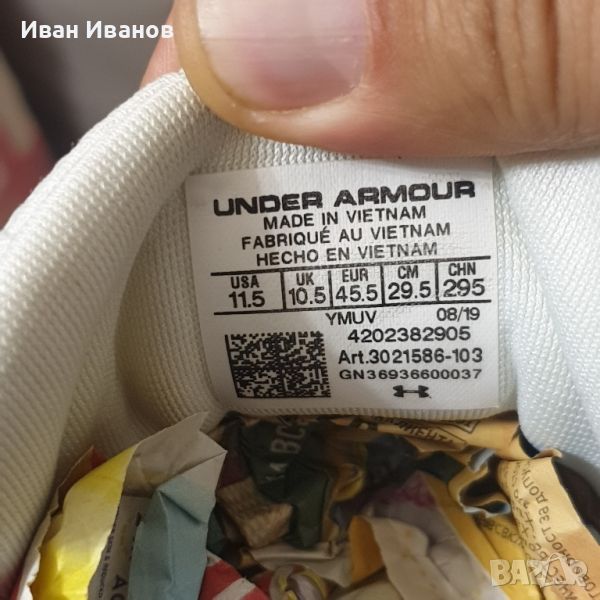 Иван Иванов
UNDER ARMOUR
MADE IN VIETNAM
FABRIQUÉ AU VIETNAM
HECHO EN VIETNAM
USA UK EUR CM CHN
11.5 10.5 45.5 29.5 295
YMUV 08/19
4202382905
Art.3021586-103
GN36936600037
BAZAR